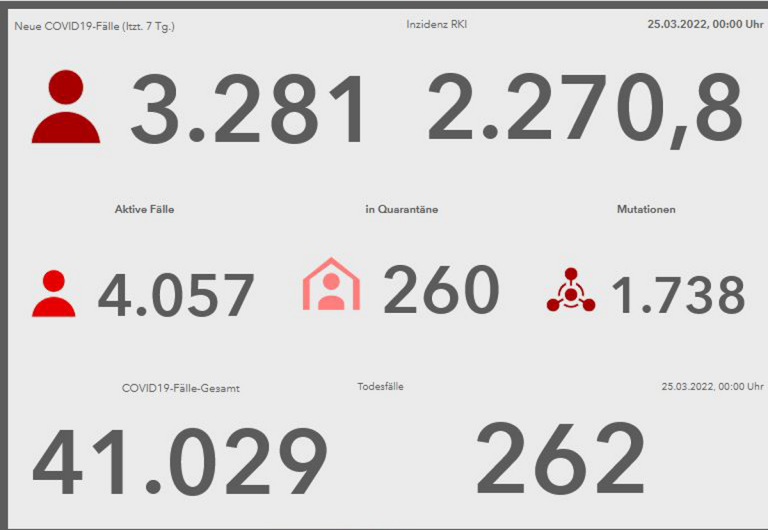 Neue COVID19-Fälle (ltzt. 7 Tg.) Inzidenz RKI 25.03.2022, 00:00 Uhr
3.281 2.270,8
Aktive Fälle in Quarantäne Mutationen
4.057 260 1.738
COVID19-Fälle-Gesamt Todesfälle 25.03.2022, 00:00 Uhr
41.029 262